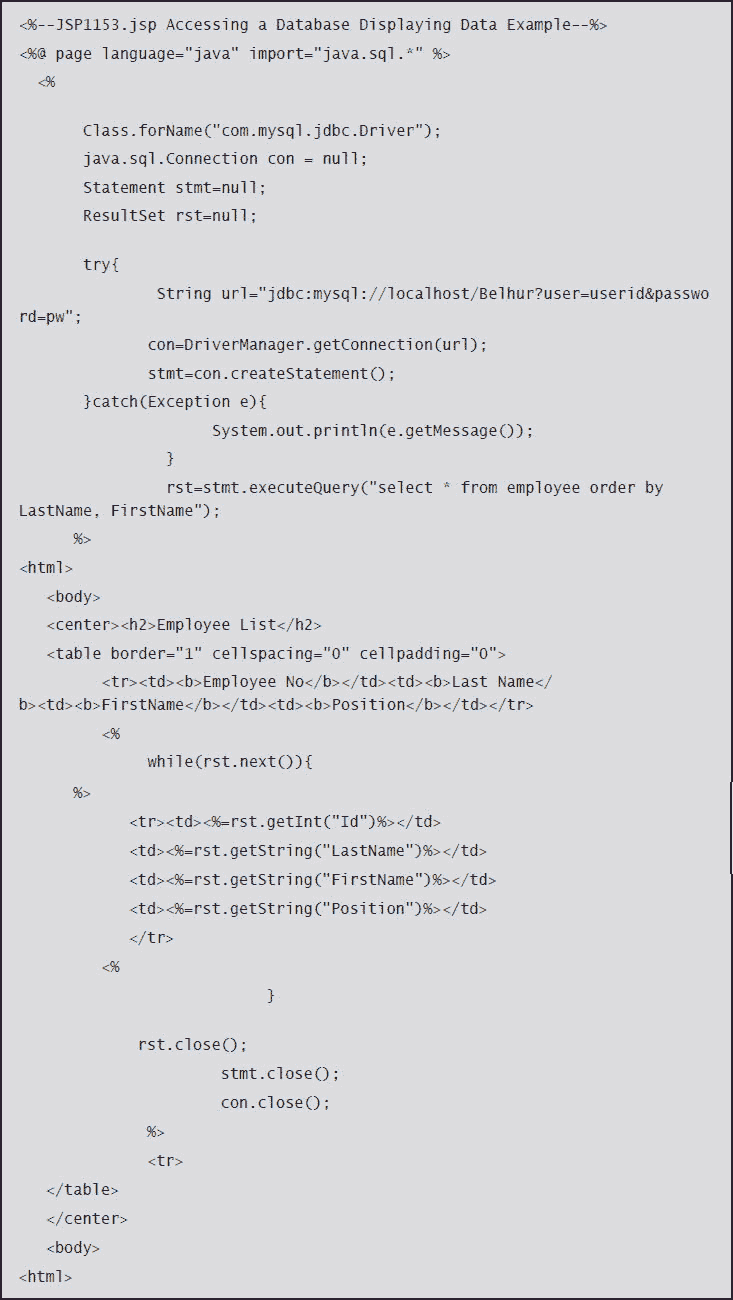 <%--JSP1153.jsp Accessing a Database Displaying Data Example--%>
<%@ page language="java" import="java.sql.*" %>
<%
Class.forName("com.mysql.jdbc.Driver");
java.sql.Connection con = null;
Statement stmt=null;
ResultSet rst=null;
try{
String url="jdbc:mysql://localhost/Belhur?user=userid&passwo
rd=pw";
con=DriverManager.getConnection(url);
stmt=con.createStatement();
}catch(Exception e){
System.out.println(e.getMessage());
}
rst=stmt.executeQuery("select * from employee order by
LastName, FirstName");
%>
<html>
<body>
<center><h2>Employee List</h2>
<table border="1" cellspacing="0" cellpadding="0">
<tr><td><b>Employee No</b></td><td><b>Last Name</
b><td><b>FirstName</b></td><td><b>Position</b></td></tr>
<%
while(rst.next()){
%>
<tr><td><%=rst.getInt("Id")%></td>
<td><%=rst.getString("LastName")%></td>
<td><%=rst.getString("FirstName")%></td>
<td><%=rst.getString("Position")%></td>
</tr>
<%
}
rst.close();
stmt.close();
con.close();
%>
<tr>
</table>
</center>
<body>
<html>